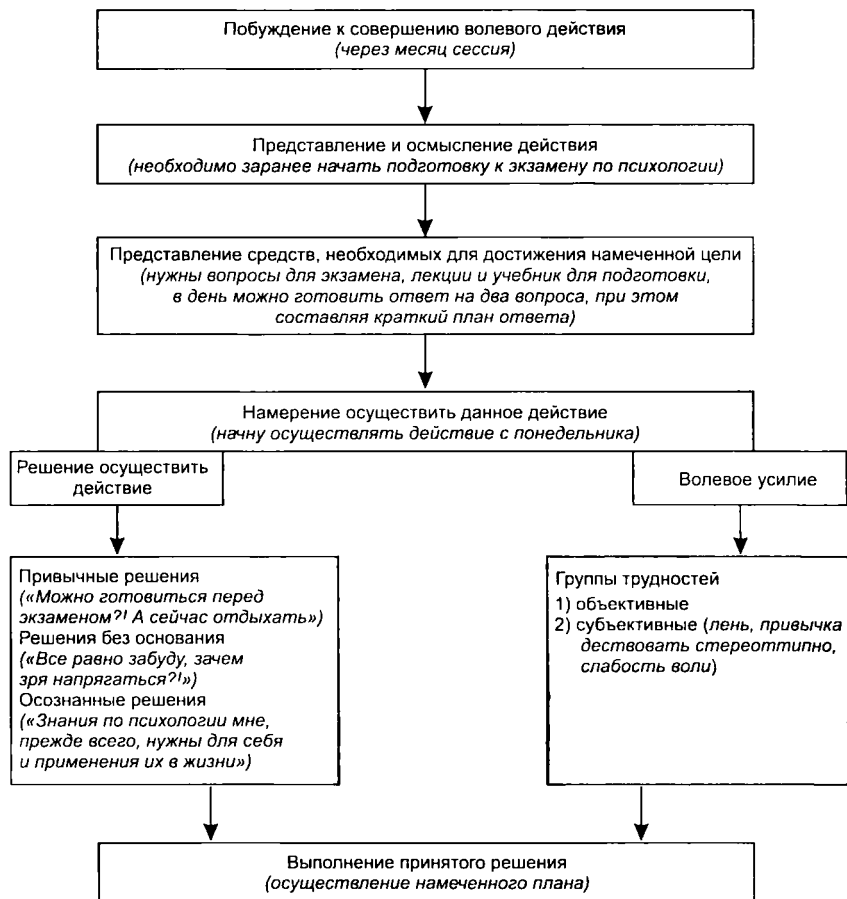 Побуждение к совершению волевого действия
(через месяц сессия)
Представление и осмысление действия
(необходимо заранее начать подготовку к экзамену по психологии)
Представление средств, необходимых для достижения намеченной цели
(нужны вопросы для экзамена, лекции и учебник для подготовки,
в день можно готовить ответ на два вопроса, при этом
составляя краткий план ответа)
Намерение осуществить данное действие
(начну осуществлять действие с понедельника)
Решение осуществить
действие
Волевое усилие
Привычные решения
(«Можно готовиться перед
экзаменом?! А сейчас отдыхать»)
Решения без основания
(«Все равно забуду, зачем
зря напрягаться?!»)
Осознанные решения
(«Знания по психологии мне,
прежде всего, нужны для себя
и применения их в жизни»)
Группы трудностей
1) объективные
2) субъективные (лень, привычка
дествовать стереоттипно,
слабость воли)
Выполнение принятого решения
(осуществление намеченного плана)